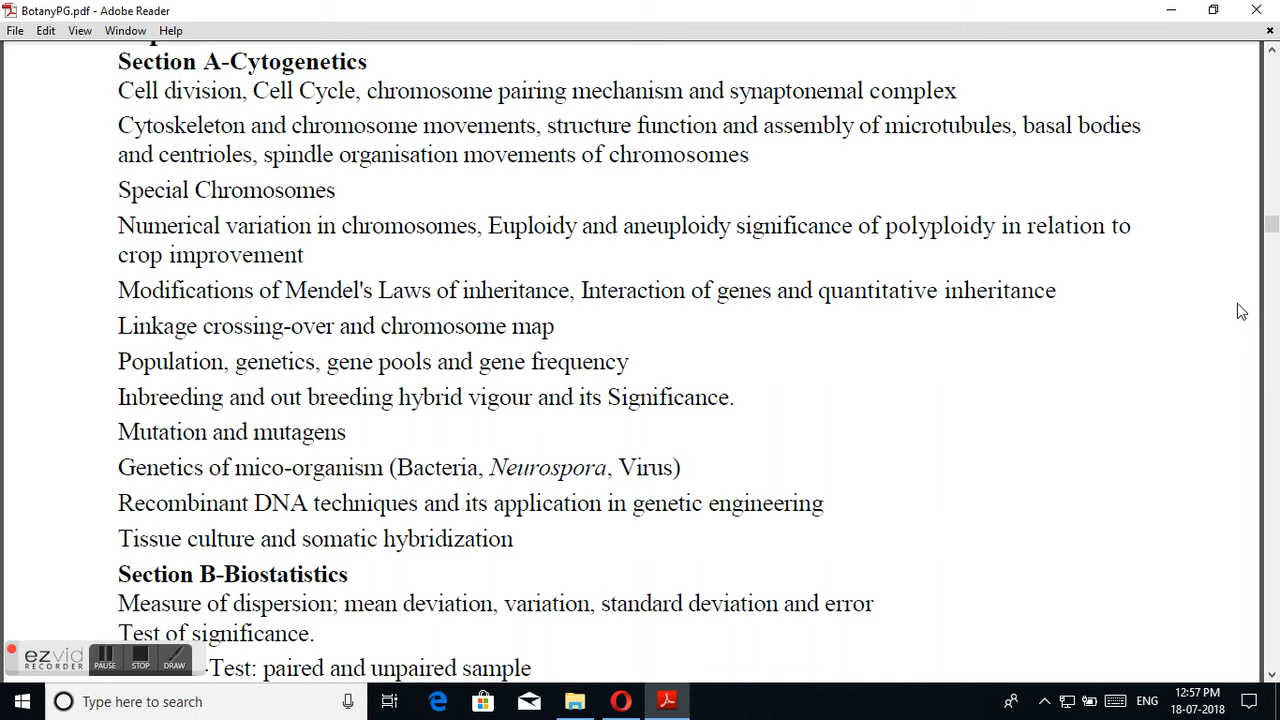 BotanyPG.pdf - Adobe Reader
File Edit View Window Help
Section A-Cytogenetics
Cell division, Cell Cycle, chromosome pairing mechanism and synaptonemal complex
Cytoskeleton and chromosome movements, structure function and assembly of microtubules, basal bodies
and centrioles, spindle organisation movements of chromosomes
Special Chromosomes
Numerical variation in chromosomes, Euploidy and aneuploidy significance of polyploidy in relation to
crop improvement
Modifications of Mendel's Laws of inheritance, Interaction of genes and quantitative inheritance
Linkage crossing-over and chromosome map
Population, genetics, gene pools and gene frequency
Inbreeding and out breeding hybrid vigour and its Significance.
Mutation and mutagens
Genetics of mico-organism (Bacteria, Neurospora, Virus)
Recombinant DNA techniques and its application in genetic engineering
Tissue culture and somatic hybridization
Section B-Biostatistics
Measure of dispersion; mean deviation, variation, standard deviation and error
Test of significance.
-Test: paired and unpaired sample
ezvid
RECORDER
PAUSE STOP DRAW
Type here to search
ENG
12:57 PM
18-07-2018